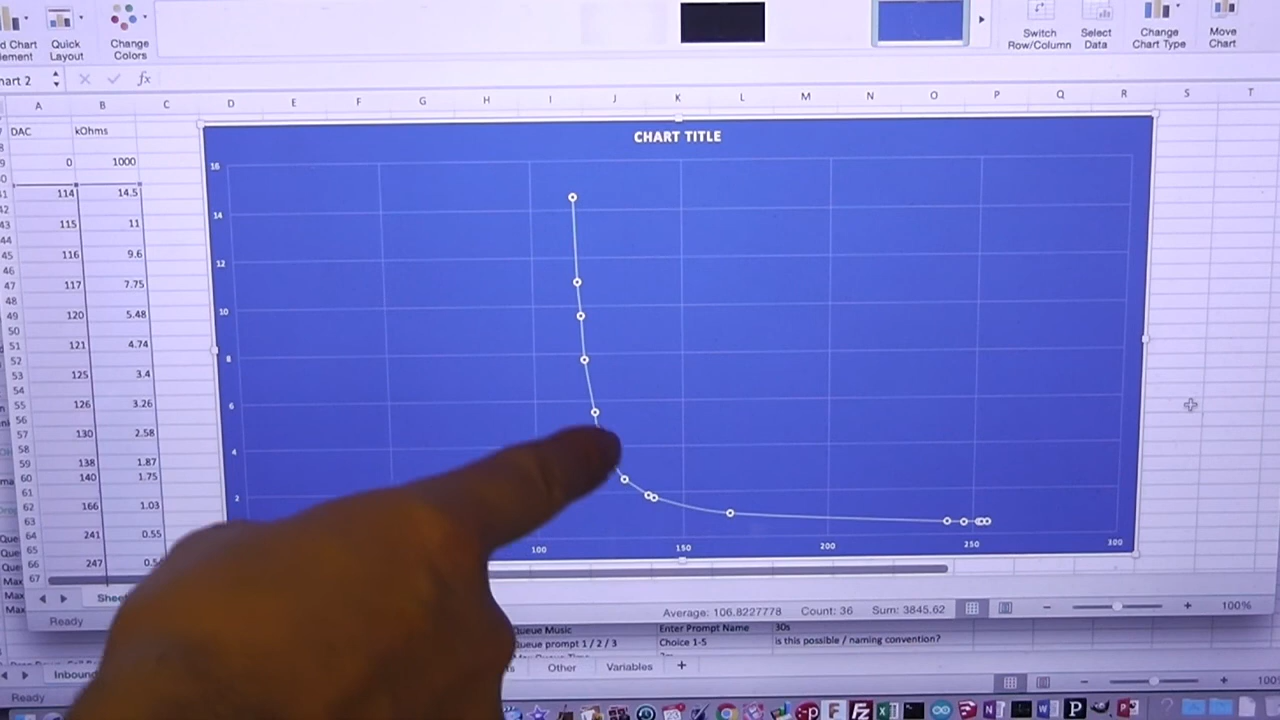 Quick Layout
Change Colors
Switch Row/Column
Select Data
Change Chart Type
Move Chart
fx
A B C D E F G H I J K L M N O P Q R S T
DAC kOhms
0 1000
114 14.5
115 11
116 9.6
117 7.75
120 5.48
121 4.74
125 3.4
126 3.26
130 2.58
138 1.87
140 1.75
166 1.03
241 0.55
247
CHART TITLE
16
14
12
10
8
6
4
2
100 150 200 250 300
Ready
Average: 106.8227778 Count: 36 Sum: 3845.62 100%
Queue Music Enter Prompt Name 30s
Queue prompt 1 / 2 / 3 Choice 1-5 is this possible / naming convention?
Inbound Other Variables +
Ready